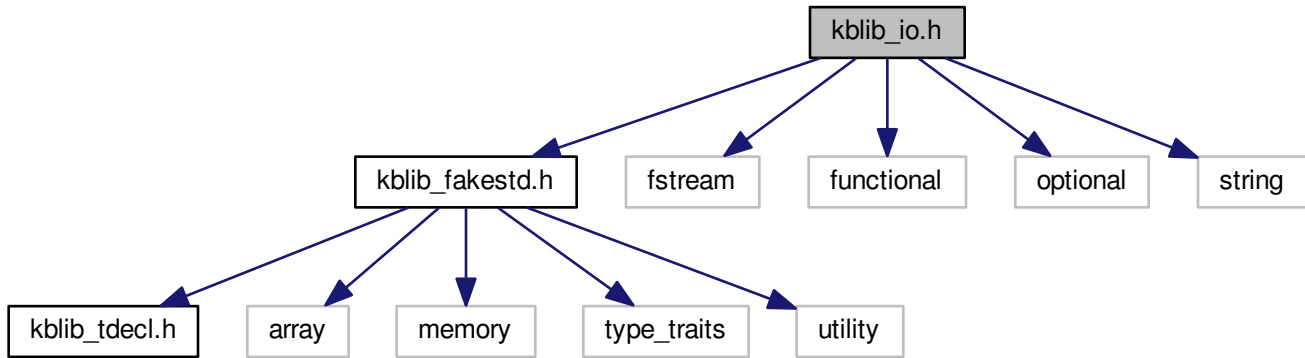 kblib_io.h
kblib_fakestd.h
fstream
functional
optional
string
kblib_tdecl.h
array
memory
type_traits
utility